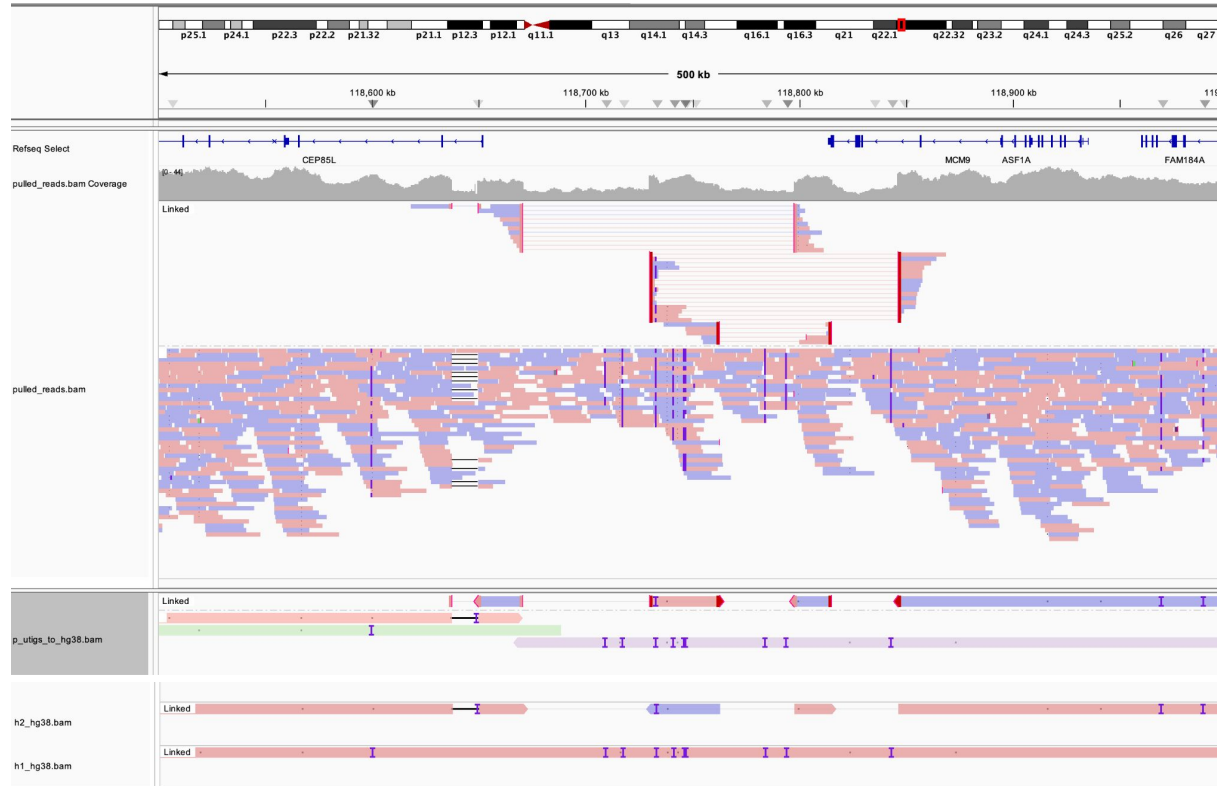 p25.1 p24.1 p22.3 p22.2 p21.32 p21.1 p12.3 p12.1 q11.1 q13 q14.1 q14.3 q16.1 q16.3 q21 q22.1 q22.32 q23.2 q24.1 q24.3 q25.2 q26 q27
500 kb
118,600 kb 118,700 kb 118,800 kb 118,900 kb
Refseq Select
CEP85L MCM9 ASF1A FAM184A
pulled_reads.bam Coverage
[0 - 44]
Linked
pulled_reads.bam
Linked
p_utigs_to_hg38.bam
h2_hg38.bam
Linked
h1_hg38.bam
Linked